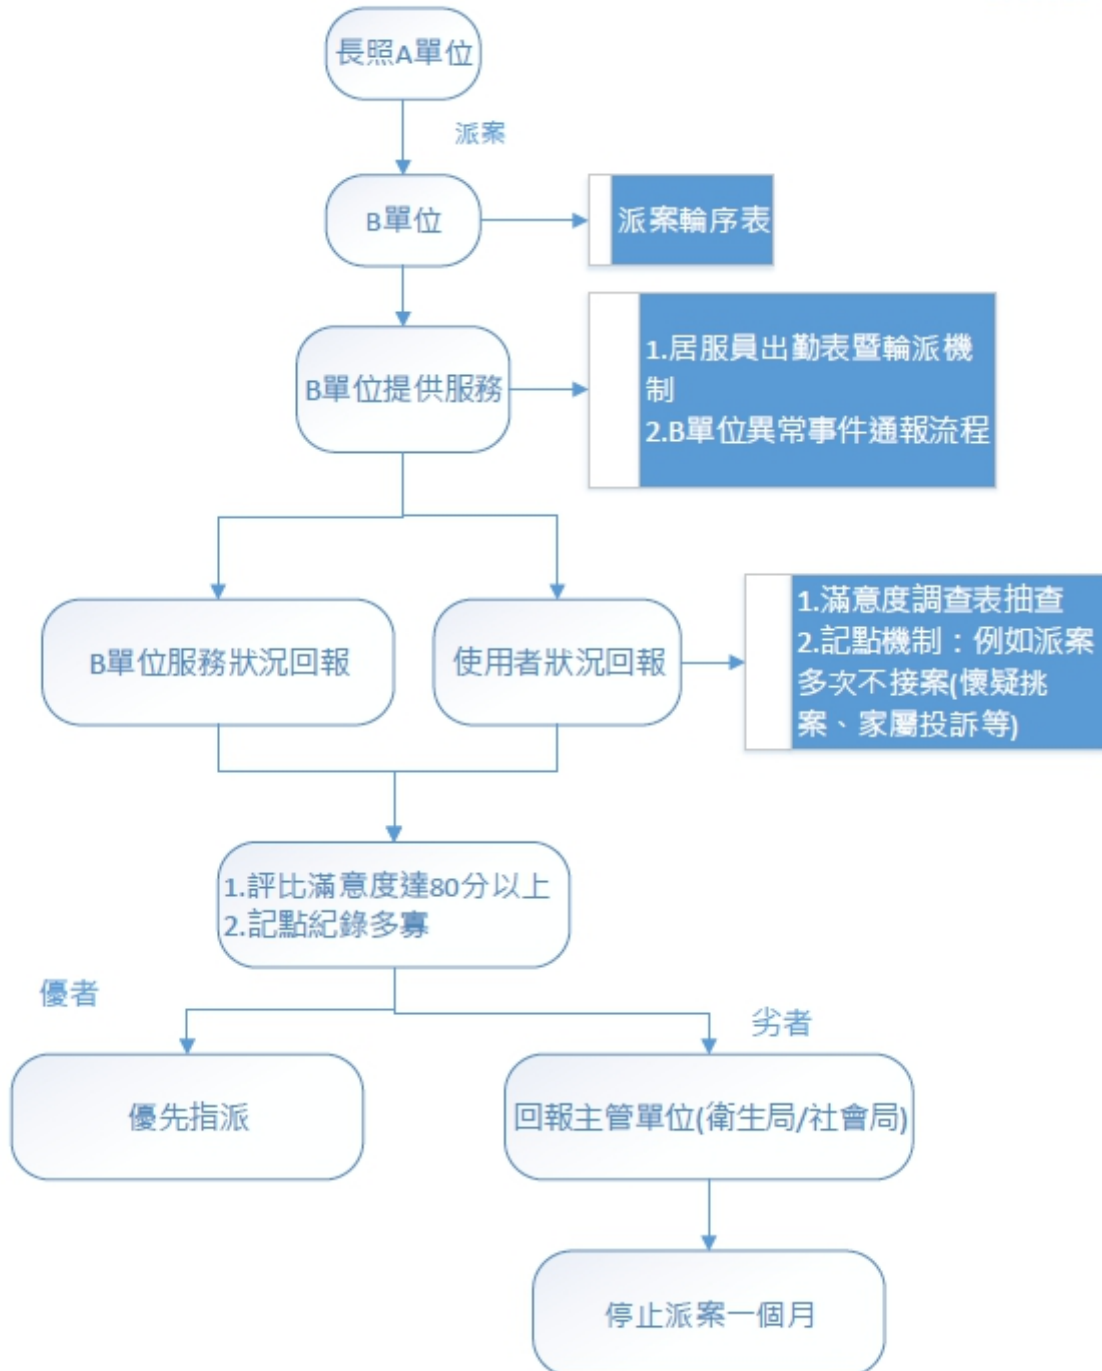 長照A單位
派案
B單位
派案輪序表
B單位提供服務
1.居服員出勤表暨輪派機
制
2.B單位異常事件通報流程
B單位服務狀況回報
使用者狀況回報
1.滿意度調查表抽查
2.記點機制：例如派案
多次不接案(懷疑挑
案、家屬投訴等)
1.評比滿意度達80分以上
2.記點紀錄多寡
優者
劣者
優先指派
回報主管單位(衛生局/社會局)
停止派案一個月